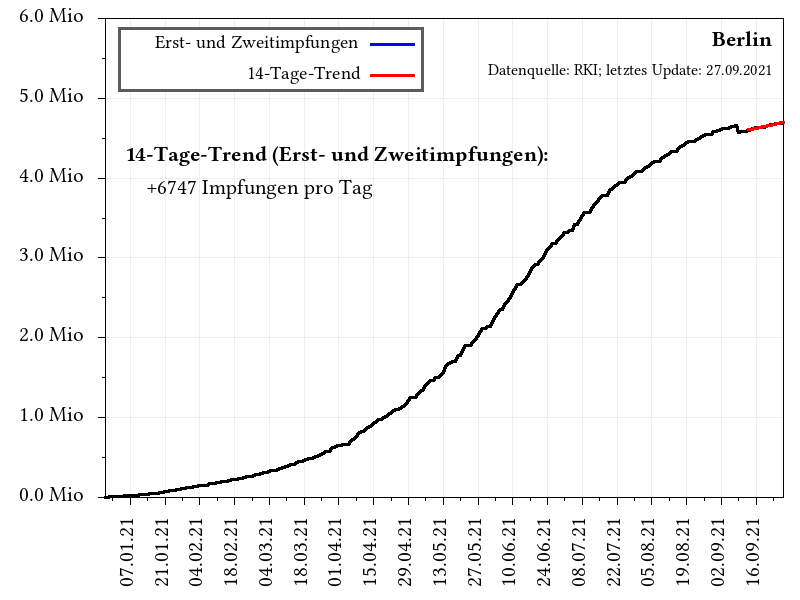 6.0 Mio
5.0 Mio
4.0 Mio
3.0 Mio
2.0 Mio
1.0 Mio
0.0 Mio
Erst- und Zweitimpfungen
14-Tage-Trend
Berlin
Datenquelle: RKI; letztes Update: 27.09.2021
14-Tage-Trend (Erst- und Zweitimpfungen):
+6747 Impfungen pro Tag
07.01.21
21.01.21
04.02.21
18.02.21
04.03.21
18.03.21
01.04.21
15.04.21
29.04.21
13.05.21
27.05.21
10.06.21
24.06.21
08.07.21
22.07.21
05.08.21
19.08.21
02.09.21
16.09.21